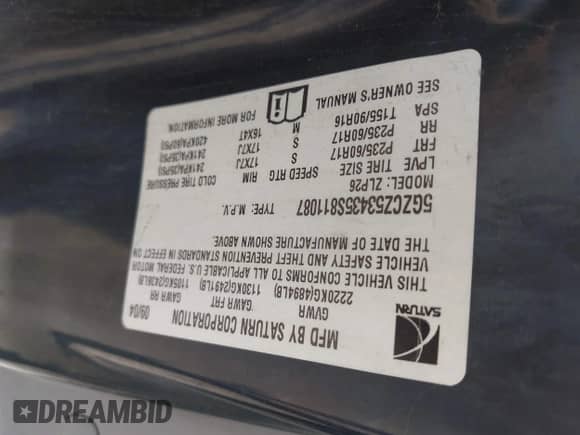 SATURN
MFD BY SATURN CORPORATION 09/04
GVWR GAWR FRT GAWR RR
2220KG(4894LB) 1130KG(2491LB) 1105KG(2436LB)
THIS VEHICLE CONFORMS TO ALL APPLICABLE U.S. FEDERAL MOTOR
VEHICLE SAFETY AND THEFT PREVENTION STANDARDS IN EFFECT ON
THE DATE OF MANUFACTURE SHOWN ABOVE.
5GZCZ53435S811087 TYPE: M.P.V.
MODEL: ZLP26
LPVE TIRE SIZE SPEED RTG RIM COLD TIRE PRESSURE
FRT P235/60R17 S 17X7J 241KPA(35PSI)
RR P235/60R17 S 17X7J 241KPA(35PSI)
SPA T155/90R16 M 16X4T 420KPA(60PSI)
SEE OWNER'S MANUAL FOR MORE INFORMATION.
DREAMBID